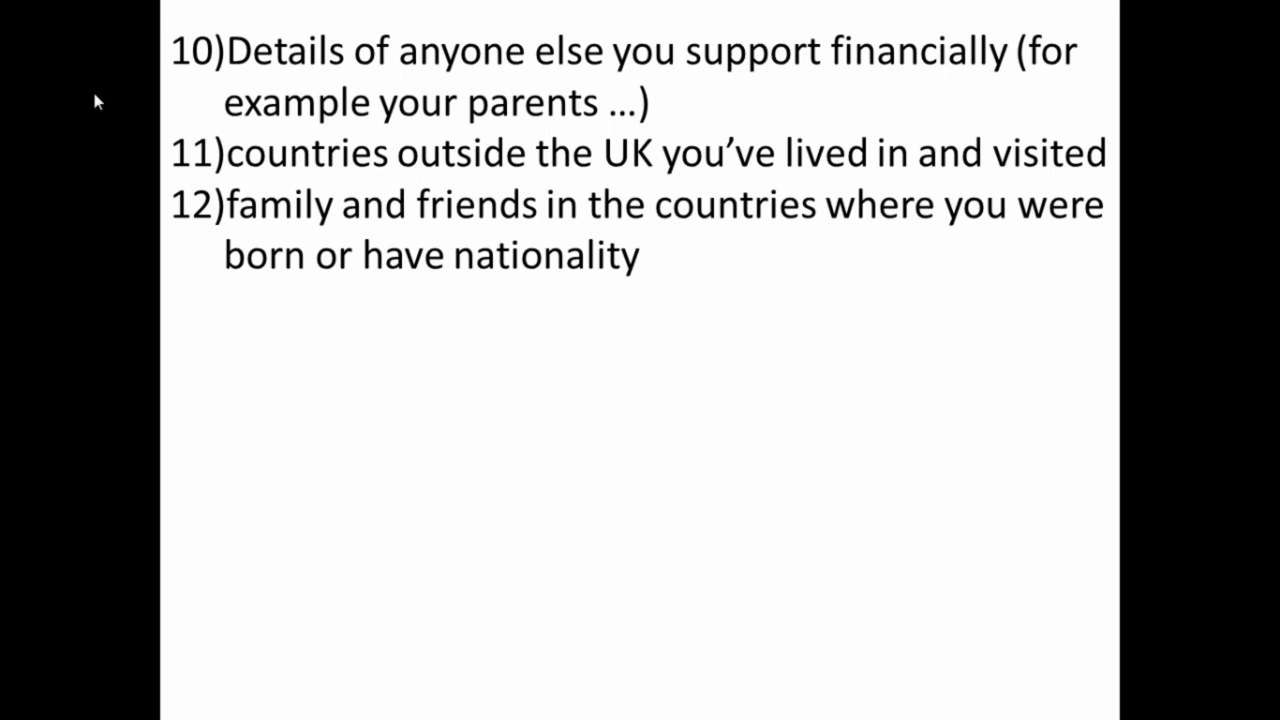 10)Details of anyone else you support financially (for
example your parents ...)
11)countries outside the UK you’ve lived in and visited
12)family and friends in the countries where you were
born or have nationality